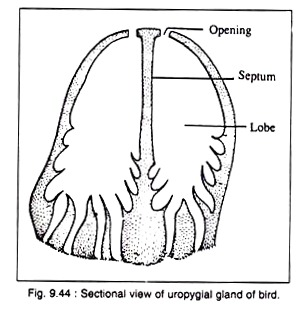 Opening
Septum
Lobe
Fig. 9.44 : Sectional view of uropygial gland of bird.